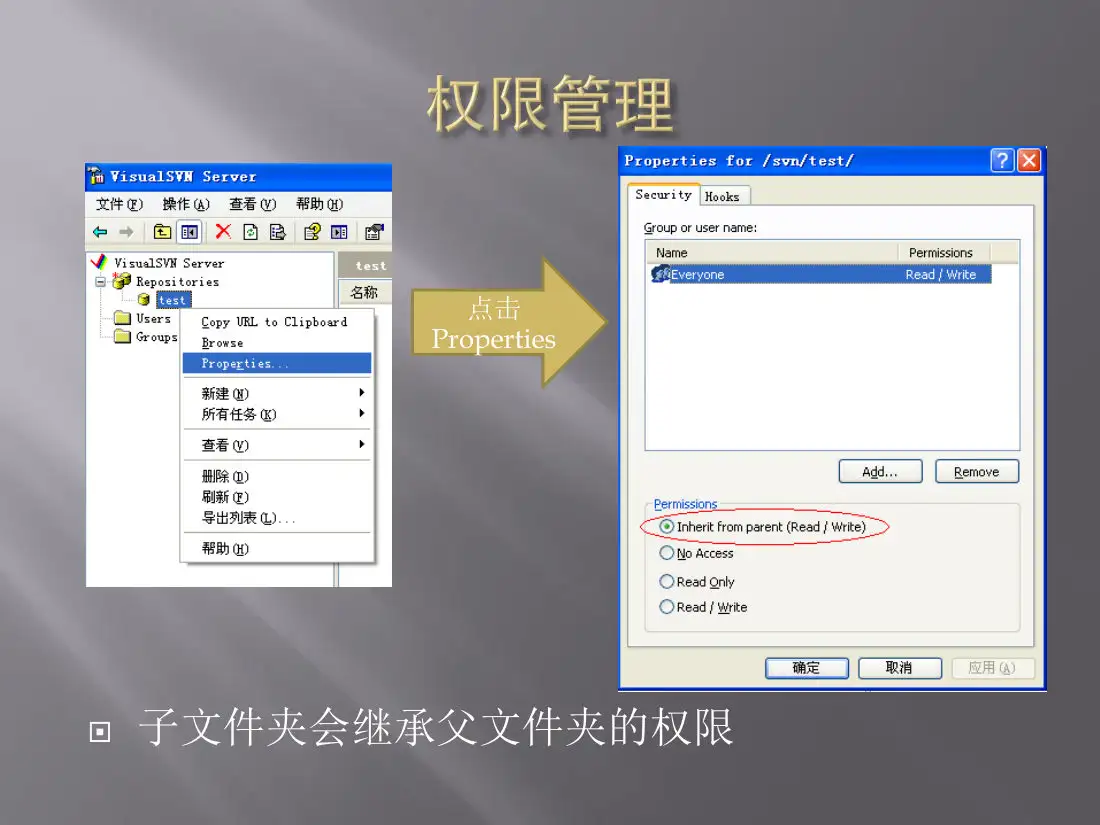 权限管理
VisualSVN Server
文件(F) 操作(A) 查看(V) 帮助(H)
VisualSVN Server
Repositories
test
Users
Groups
test
名称
Copy URL to Clipboard
Browse
Properties...
新建(N)
所有任务(K)
查看(V)
删除(D)
刷新(F)
导出列表(L)...
帮助(H)
点击
Properties
Properties for /svn/test/
Security Hooks
Group or user name:
Name Permissions
Everyone Read / Write
Add... Remove
Permissions
Inherit from parent (Read / Write)
No Access
Read Only
Read / Write
确定 取消 应用(A)
子文件夹会继承父文件夹的权限